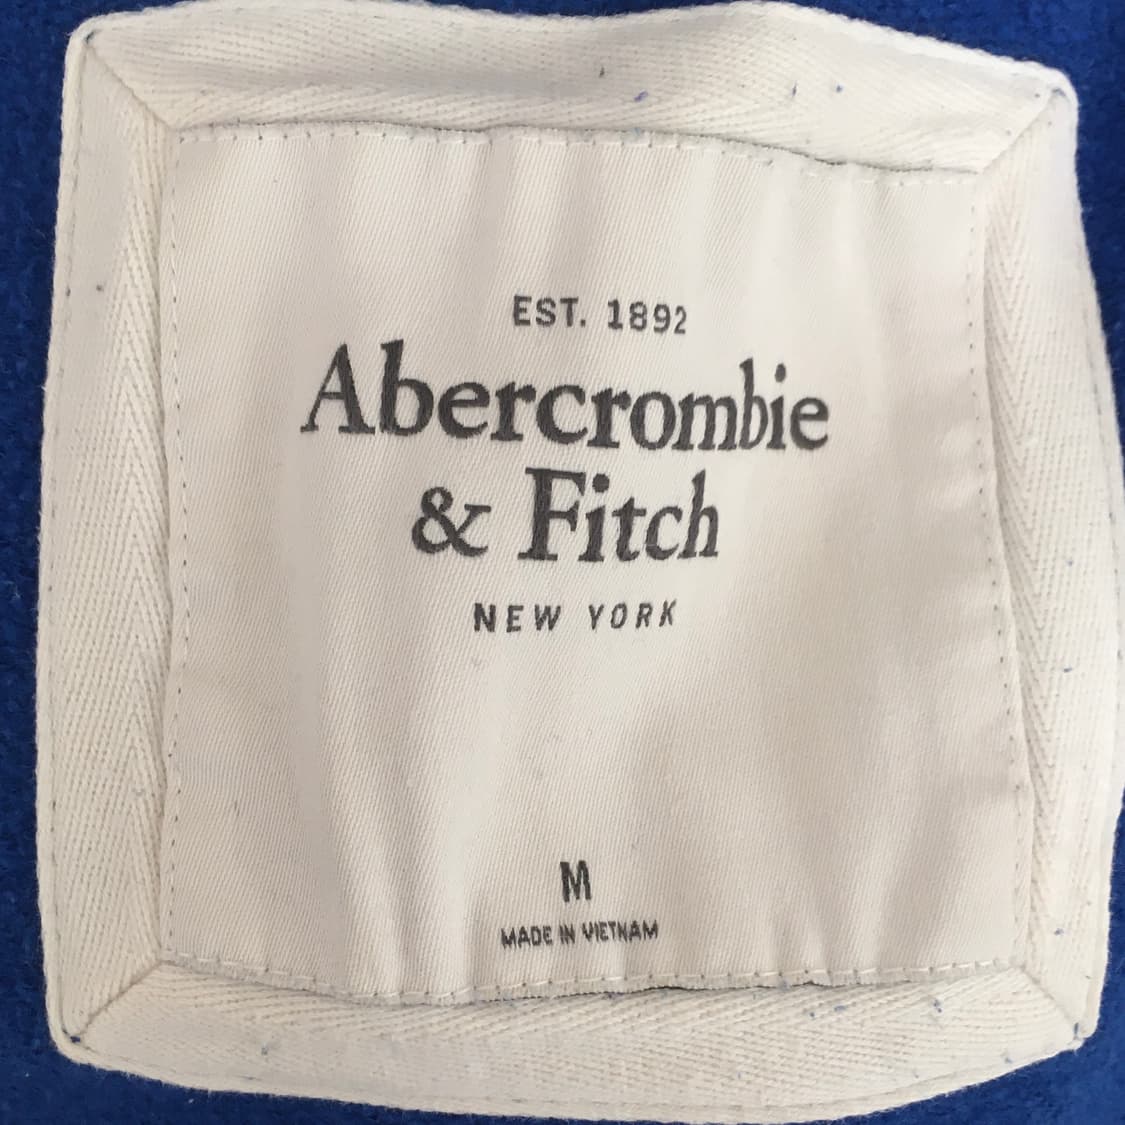 EST. 1892
Abercrombie
& Fitch
NEW YORK
M
MADE IN VIETNAM